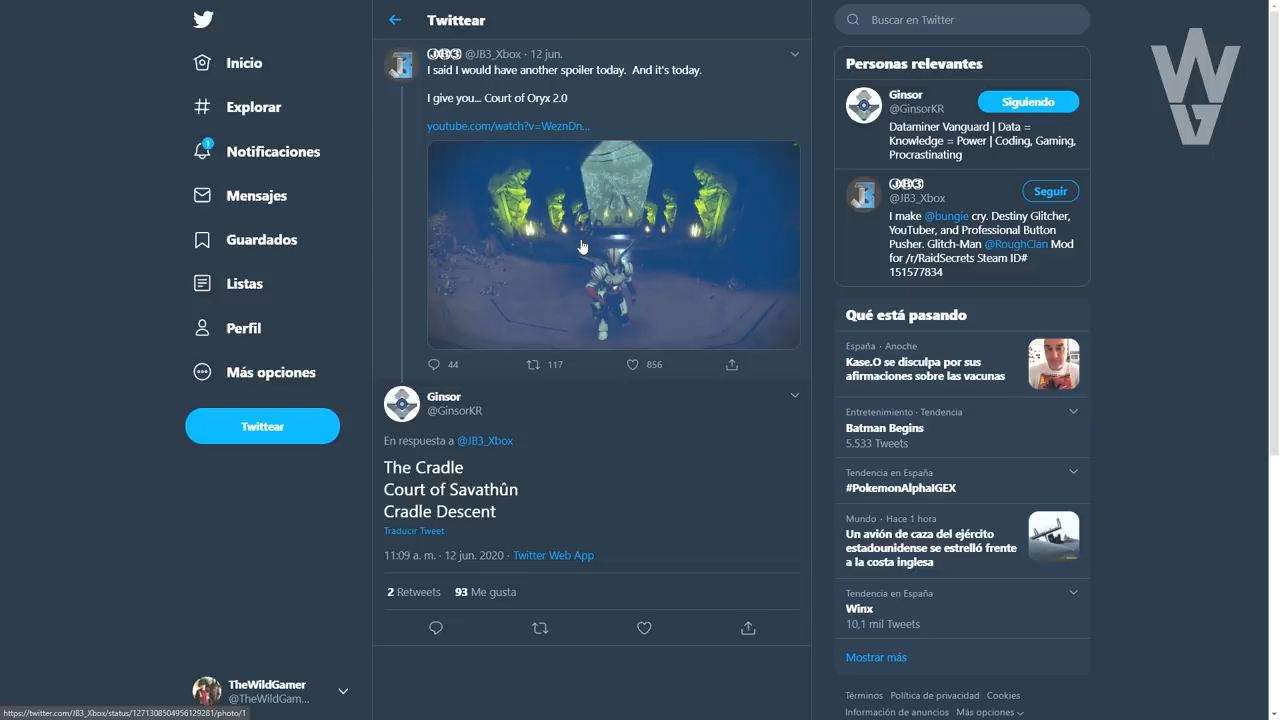 Inicio
Explorar
1
Notificaciones
Mensajes
Guardados
Listas
Perfil
Más opciones
Twittear
TheWildGamer
@TheWildGam...
https://twitter.com/JB3_Xbox/status/1271308504956129281/photo/1
Twittear
JB3 @JB3_Xbox · 12 jun.
I said I would have another spoiler today. And it's today.
I give you... Court of Oryx 2.0
youtube.com/watch?v=WeznDn...
44 117 856
Ginsor
@GinsorKR
En respuesta a @JB3_Xbox
The Cradle
Court of Savathûn
Cradle Descent
Traducir Tweet
11:09 a. m. · 12 jun. 2020 · Twitter Web App
2 Retweets 93 Me gusta
Buscar en Twitter
Personas relevantes
Ginsor
@GinsorKR
Siguiendo
Dataminer Vanguard | Data =
Knowledge = Power | Coding, Gaming,
Procrastinating
JB3
@JB3_Xbox
Seguir
I make @bungie cry. Destiny Glitcher,
YouTuber, and Professional Button
Pusher. Glitch-Man @RoughClan Mod
for /r/RaidSecrets Steam ID#
151577834
Qué está pasando
España · Anoche
Kase.O se disculpa por sus
afirmaciones sobre las vacunas
Entretenimiento · Tendencia
Batman Begins
5.533 Tweets
Tendencia en España
#PokemonAlphaIGEX
Mundo · Hace 1 hora
Un avión de caza del ejército
estadounidense se estrelló frente
a la costa inglesa
Tendencia en España
Winx
10,1 mil Tweets
Mostrar más
Términos Política de privacidad Cookies
Información de anuncios Más opciones
WG